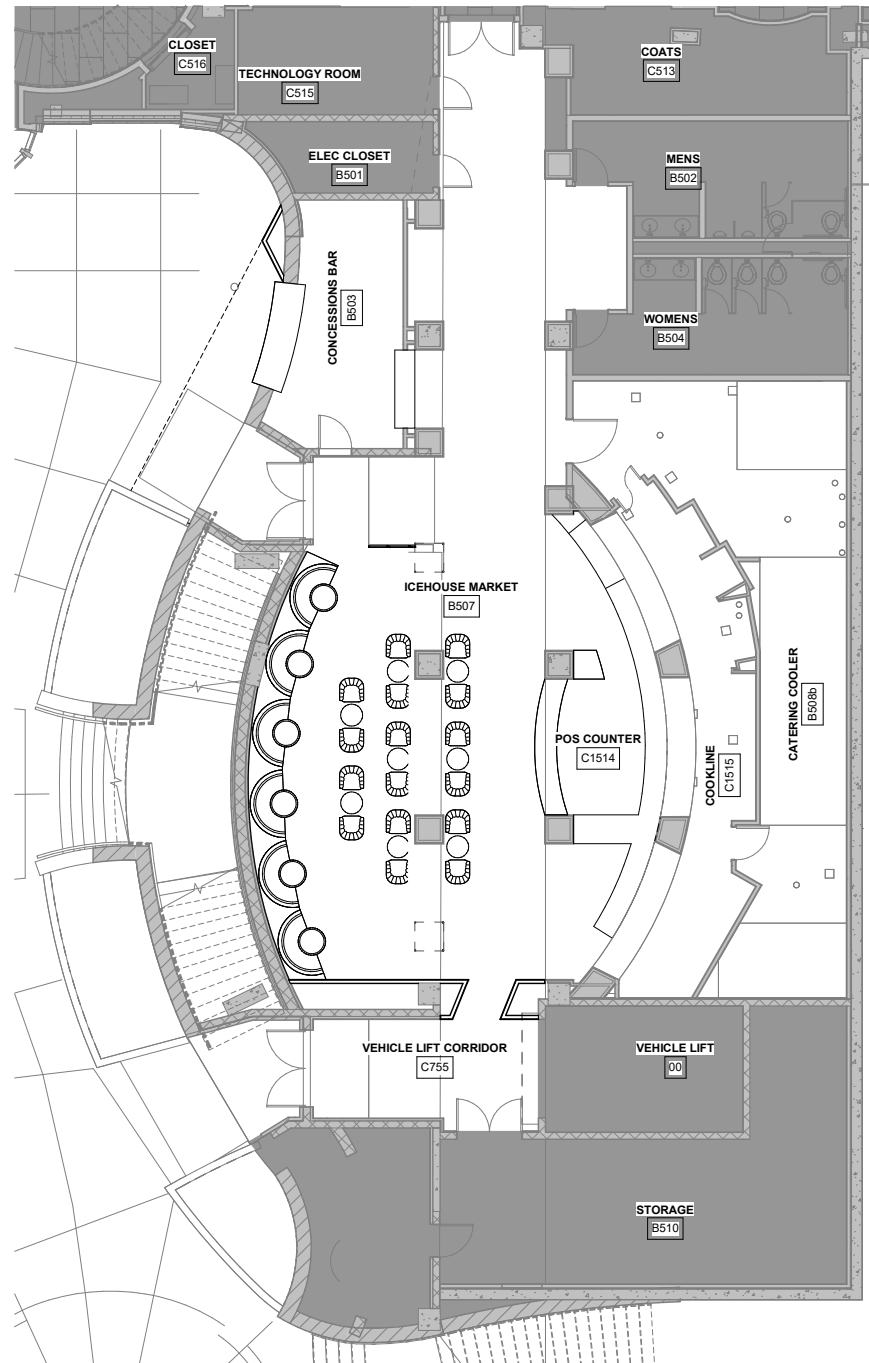 CLOSET
C516
TECHNOLOGY ROOM
C515
COATS
C513
ELEC CLOSET
B501
MENS
B502
CONCESSIONS BAR
B503
WOMENS
B504
ICEHOUSE MARKET
B507
POS COUNTER
C1514
COOKLINE
C1515
CATERING COOLER
B508b
VEHICLE LIFT CORRIDOR
C755
VEHICLE LIFT
00
STORAGE
B510